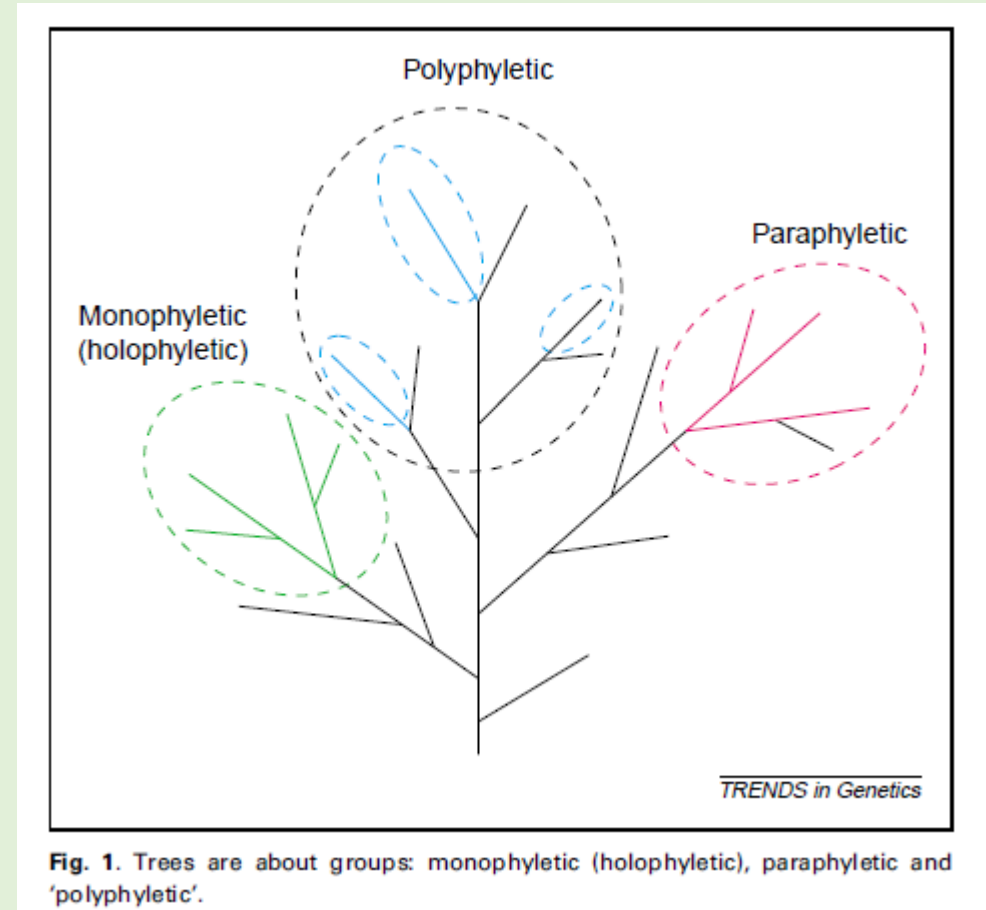 Polyphyletic
Paraphyletic
Monophyletic
(holophyletic)
TRENDS in Genetics
Fig. 1. Trees are about groups: monophyletic (holophyletic), paraphyletic and
‘polyphyletic’.